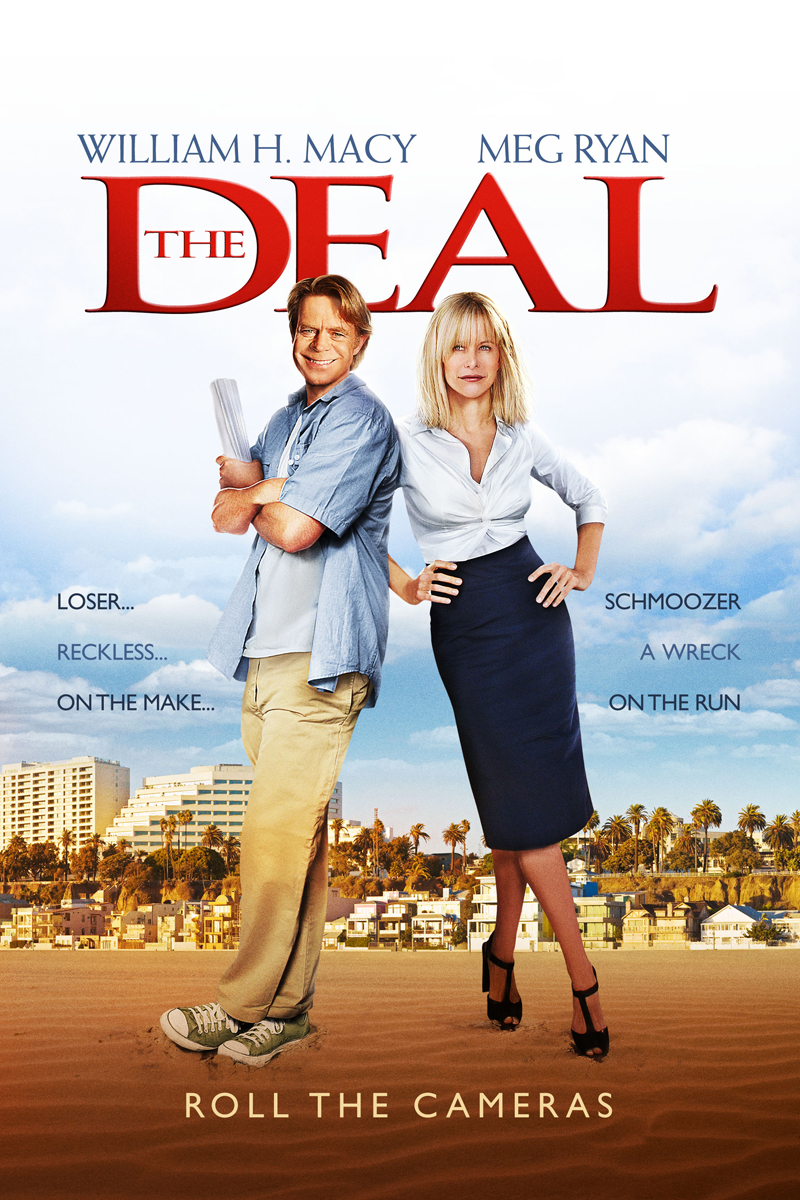 WILLIAM H. MACY MEG RYAN
THE DEAL
LOSER... SCHMOOZER
RECKLESS... A WRECK
ON THE MAKE... ON THE RUN
ROLL THE CAMERAS